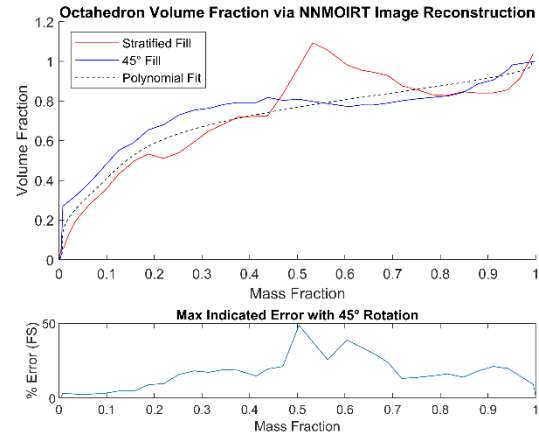 Octahedron Volume Fraction via NNMOIRT Image Reconstruction
1.2
1
0.8
0.6
0.4
0.2
0
Volume Fraction
Stratified Fill
45° Fill
Polynomial Fit
0 0.1 0.2 0.3 0.4 0.5 0.6 0.7 0.8 0.9 1
Mass Fraction
Max Indicated Error with 45° Rotation
50
0
% Error (FS)
0 0.1 0.2 0.3 0.4 0.5 0.6 0.7 0.8 0.9 1
Mass Fraction